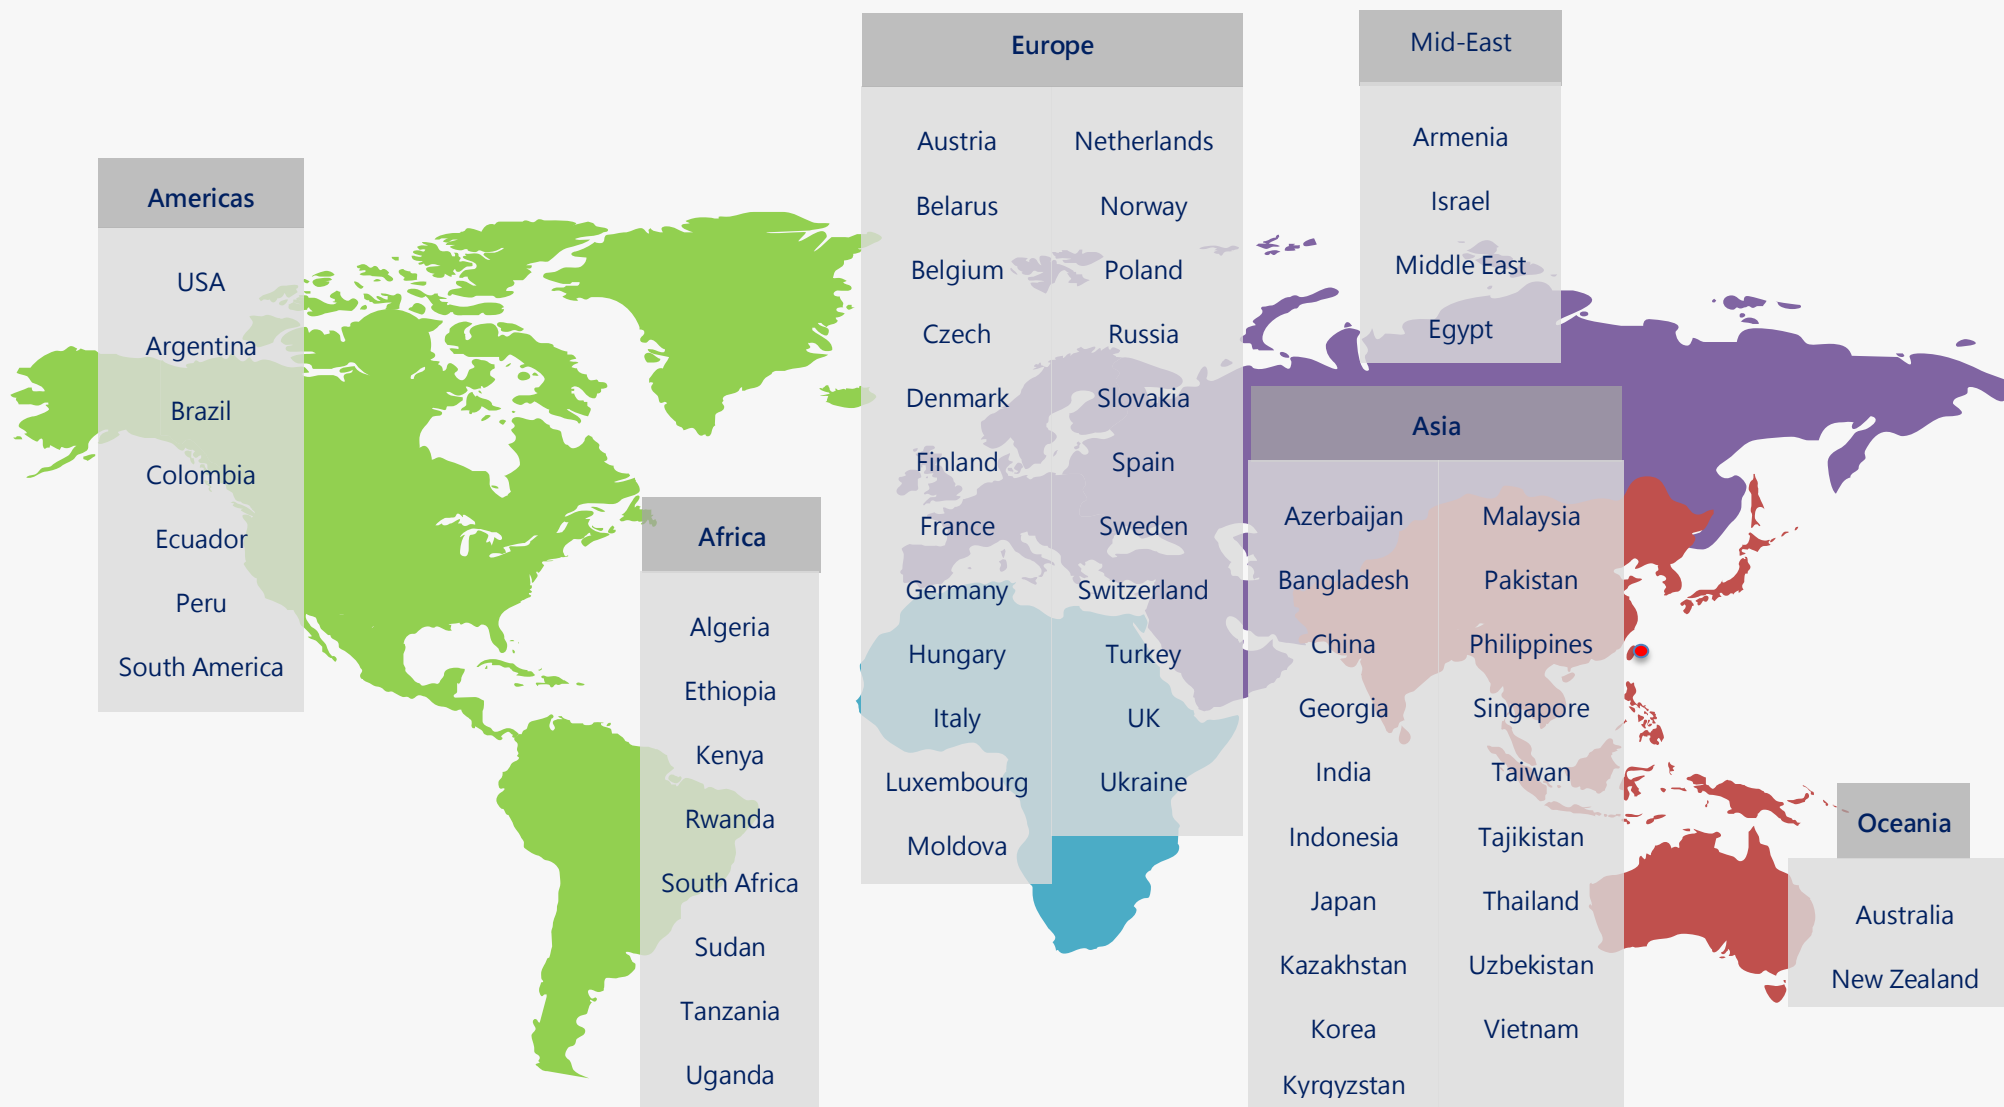 Americas
USA
Argentina
Brazil
Colombia
Ecuador
Peru
South America
Africa
Algeria
Ethiopia
Kenya
Rwanda
South Africa
Sudan
Tanzania
Uganda
Europe
Austria
Belarus
Belgium
Czech
Denmark
Finland
France
Germany
Hungary
Italy
Luxembourg
Moldova
Netherlands
Norway
Poland
Russia
Slovakia
Spain
Sweden
Switzerland
Turkey
UK
Ukraine
Mid-East
Armenia
Israel
Middle East
Egypt
Asia
Azerbaijan
Bangladesh
China
Georgia
India
Indonesia
Japan
Kazakhstan
Korea
Kyrgyzstan
Malaysia
Pakistan
Philippines
Singapore
Taiwan
Tajikistan
Thailand
Uzbekistan
Vietnam
Oceania
Australia
New Zealand